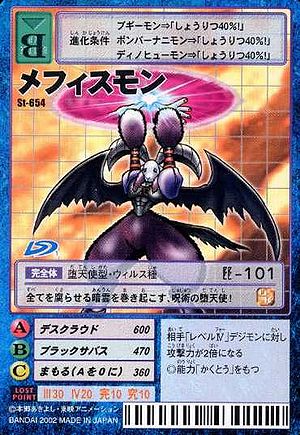 ブギーモン⇒「しょうりつ40%!」
進化条件 ボンバーナニモン⇒「しょうりつ40%!」
ディノヒューモン⇒「しょうりつ40%!」
メフィスモン
St-654
完全体 堕天使型・ウィルス種 FF-101
全てを腐らせる暗雲を巻き起こす、呪術の堕天使!
A デスクラウド 600
B ブラックサバス 470
C まもる(Aを0に) 360
相手「レベルⅣ」デジモンに対し
攻撃力が2倍になる
◎能力「かくとう」をもつ
LOST POINT Ⅲ30 Ⅳ20 完10 究10
©本郷あきよし・東映アニメーション
BANDAI 2002 MADE IN JAPAN